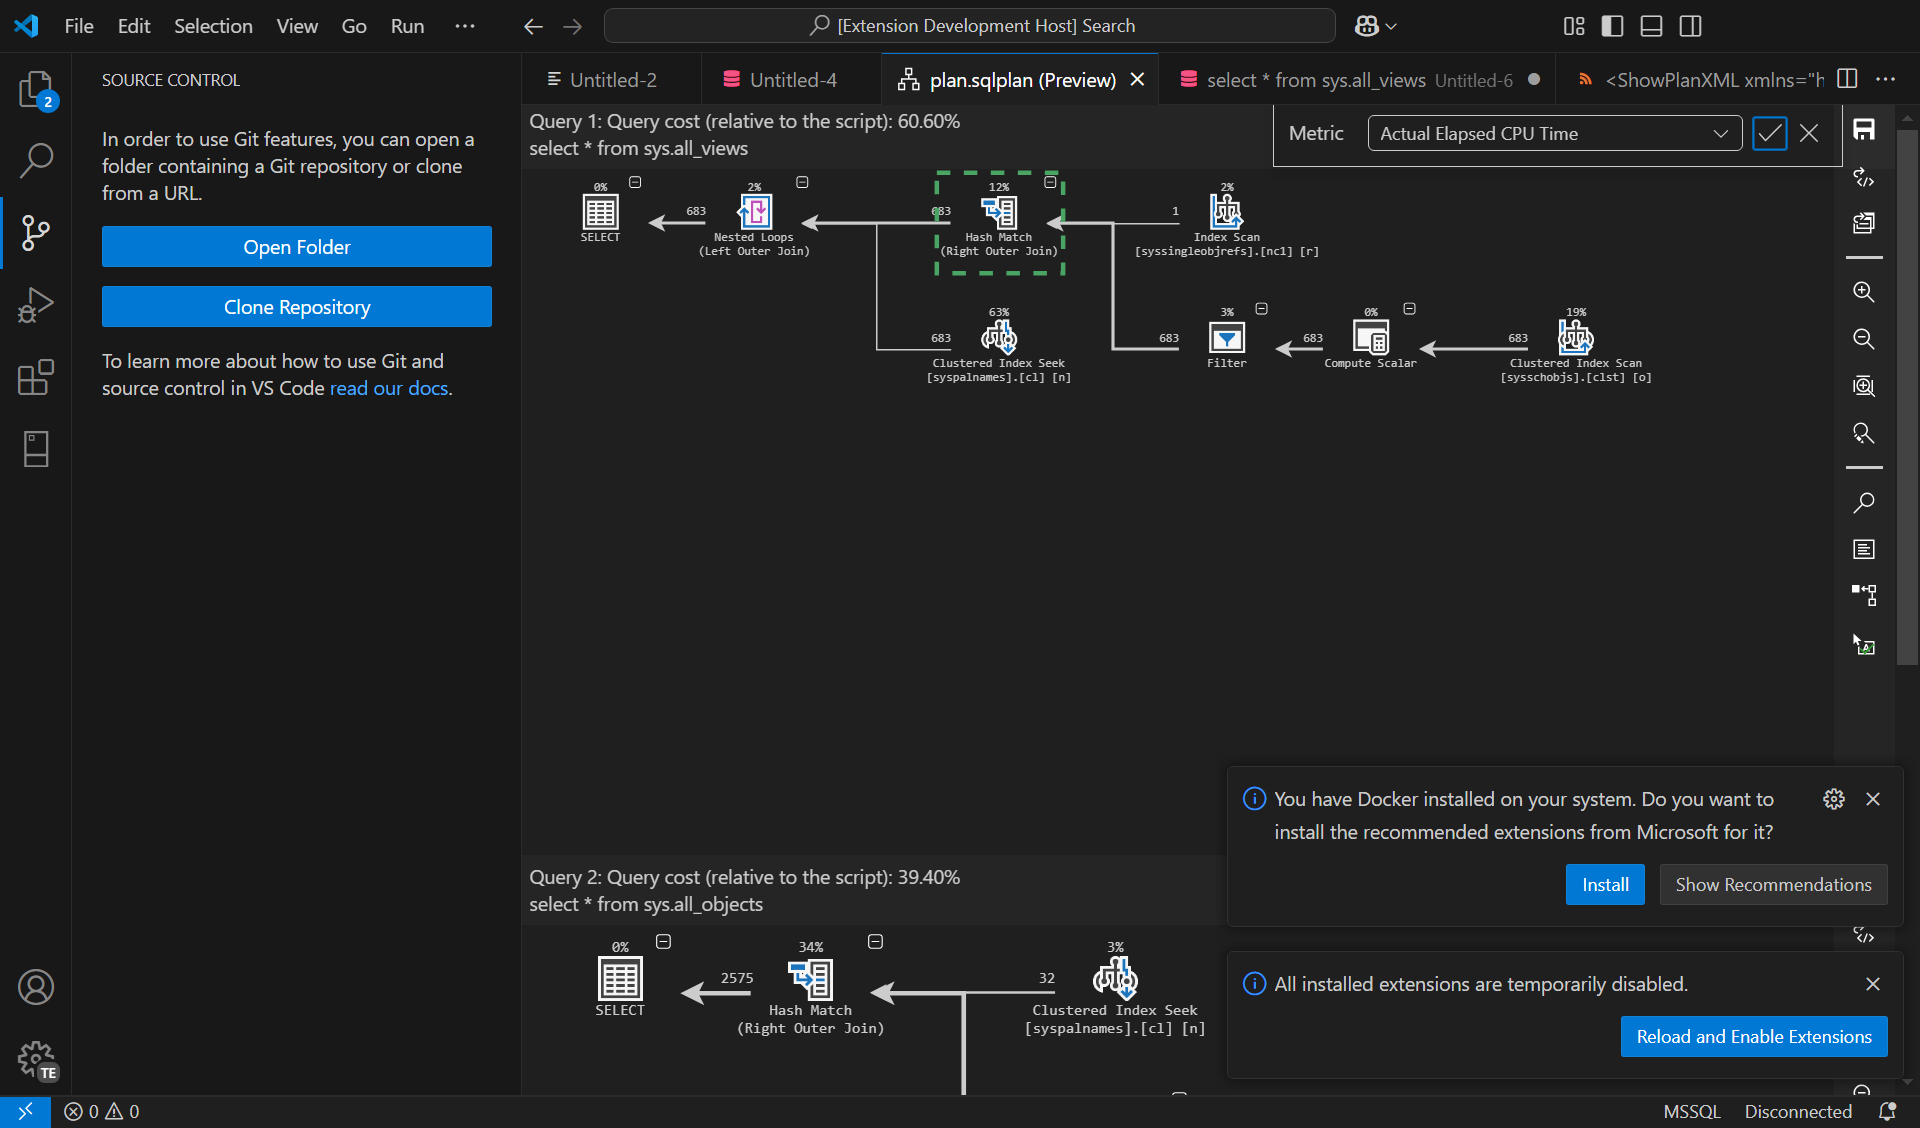 File Edit Selection View Go Run ···
[Extension Development Host] Search
SOURCE CONTROL
2
In order to use Git features, you can open a
folder containing a Git repository or clone
from a URL.
Open Folder
Clone Repository
To learn more about how to use Git and
source control in VS Code read our docs.
TE
Untitled-2
Untitled-4
plan.sqlplan (Preview)
select * from sys.all_views Untitled-6
<ShowPlanXML xmlns="h
Query 1: Query cost (relative to the script): 60.60%
select * from sys.all_views
Metric Actual Elapsed CPU Time
0% 2% 12% 2%
683 683 1
SELECT
Nested Loops
(Left Outer Join)
Hash Match
(Right Outer Join)
Index Scan
[syssingleobjrefs].[nc1] [r]
63% 3% 0% 19%
683 683 683 683
Clustered Index Seek
[syspalnames].[cl] [n]
Filter
Compute Scalar
Clustered Index Scan
[sysschobjs].[clst] [o]
Query 2: Query cost (relative to the script): 39.40%
select * from sys.all_objects
0% 34% 3%
2575 32
SELECT
Hash Match
(Right Outer Join)
Clustered Index Seek
[syspalnames].[cl] [n]
You have Docker installed on your system. Do you want to
install the recommended extensions from Microsoft for it?
Install
Show Recommendations
All installed extensions are temporarily disabled.
Reload and Enable Extensions
0 0
MSSQL Disconnected